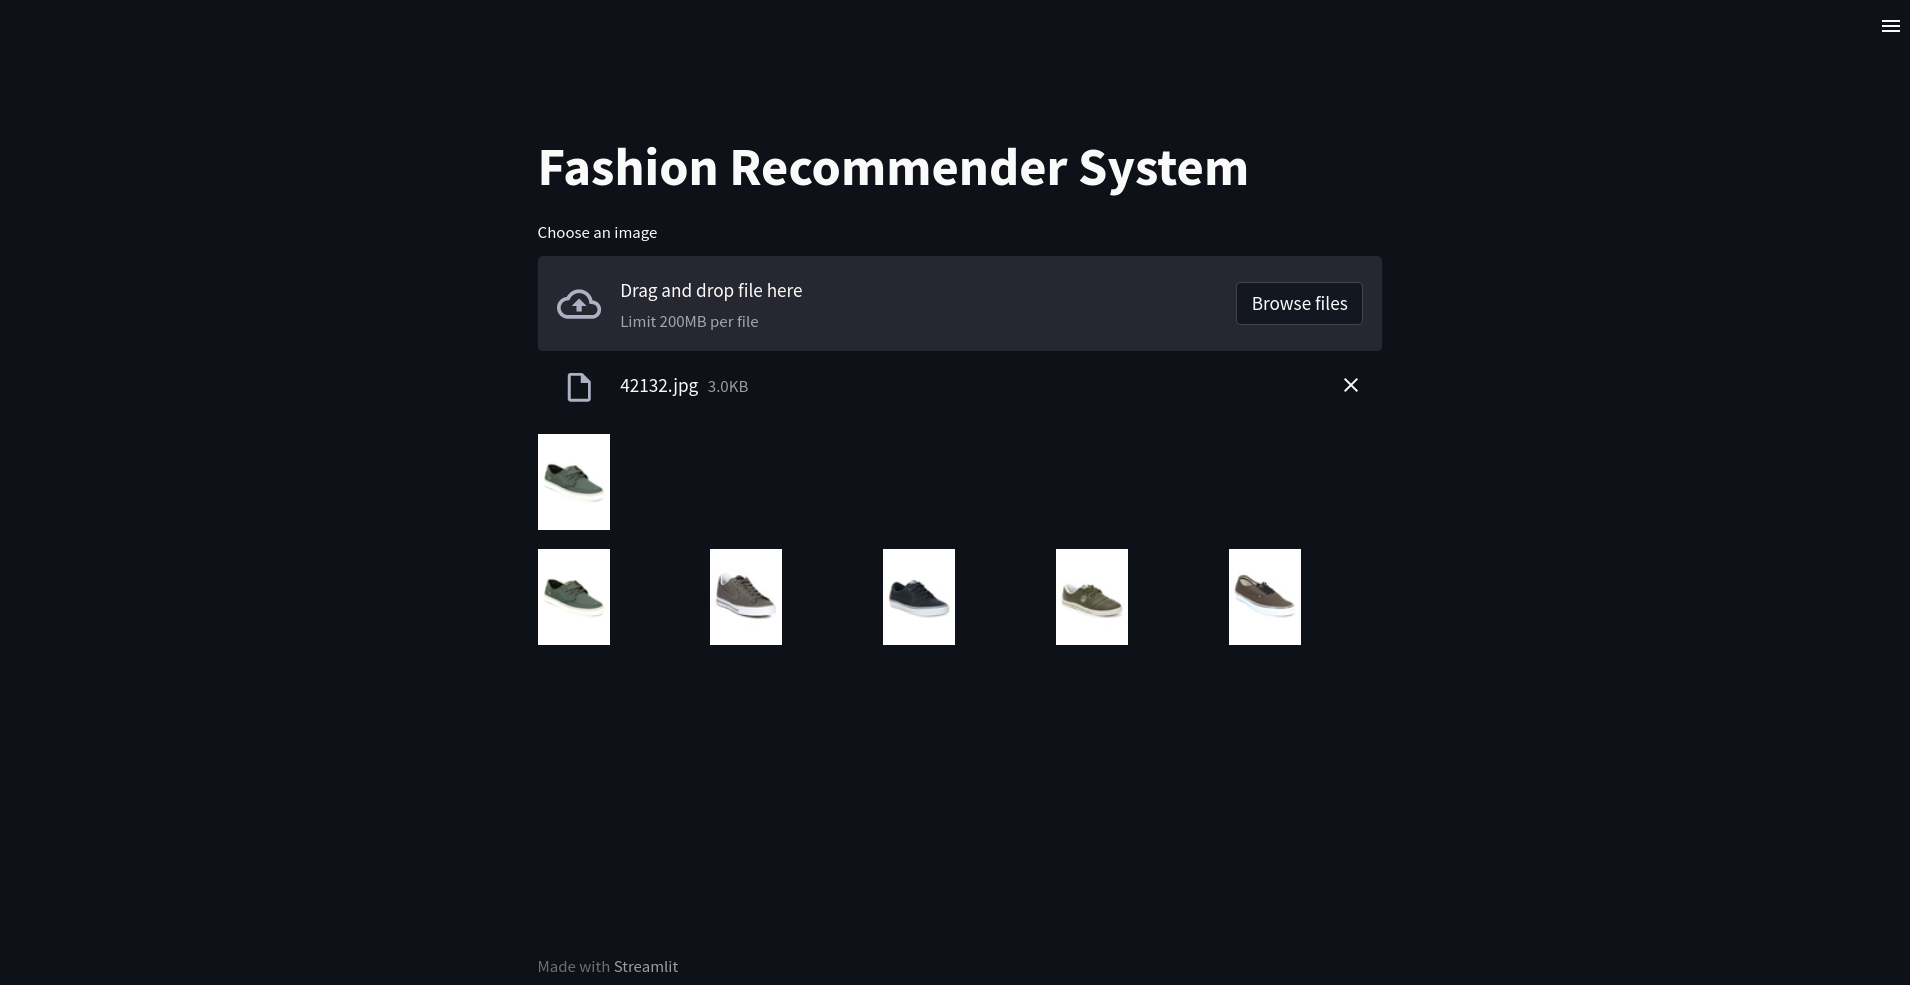 Fashion Recommender System
Choose an image
Drag and drop file here
Limit 200MB per file
Browse files
42132.jpg 3.0KB
Made with Streamlit